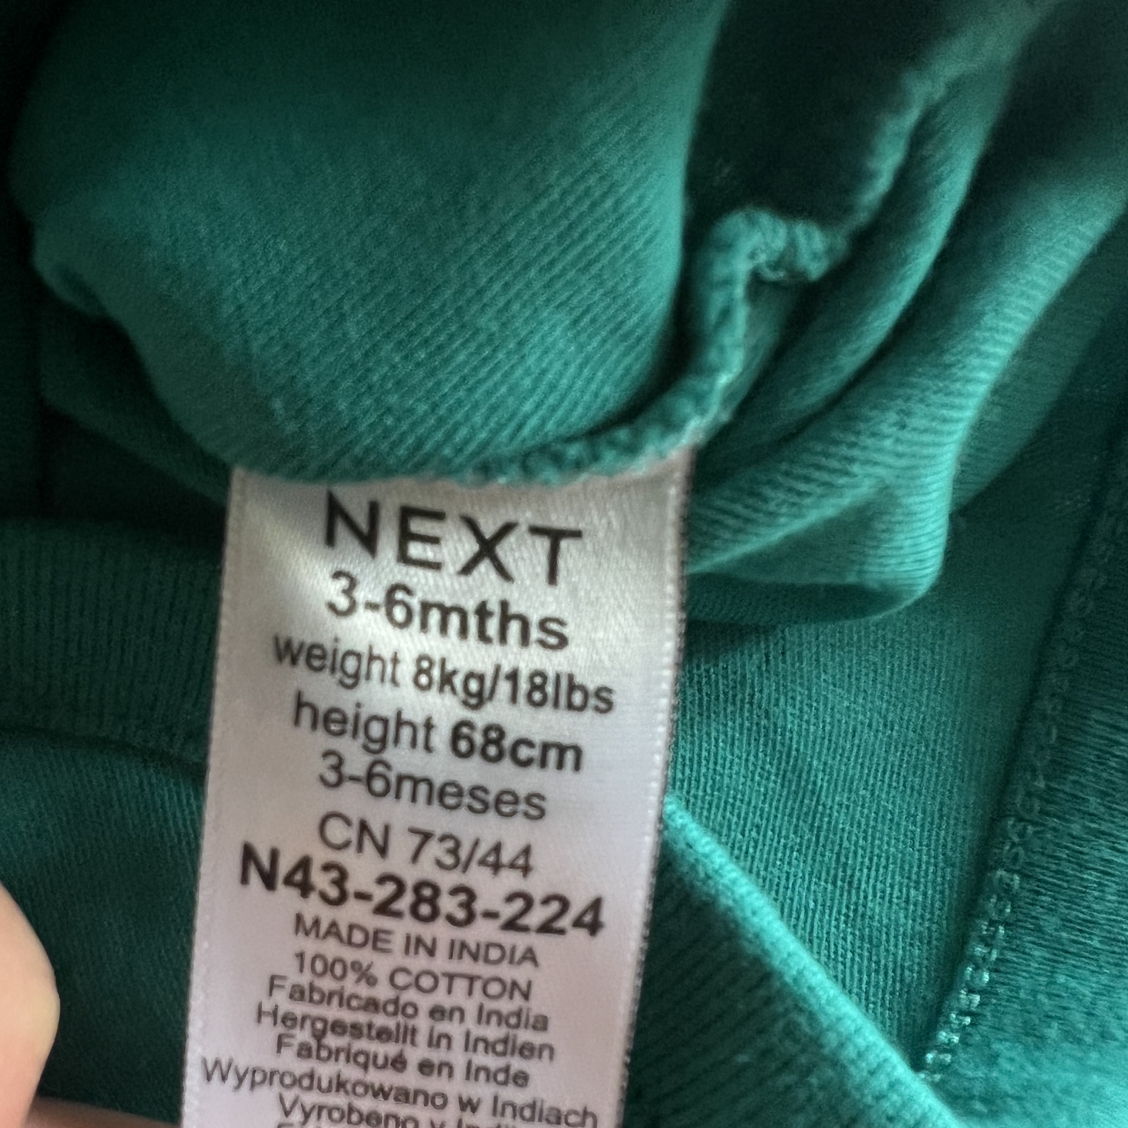 NEXT
3-6mths
weight 8kg/18lbs
height 68cm
3-6meses
CN 73/44
N43-283-224
MADE IN INDIA
100% COTTON
Fabricado en India
Hergestellt in Indien
Fabriqué en Inde
Wyprodukowano w Indiach
Vyrobeno v